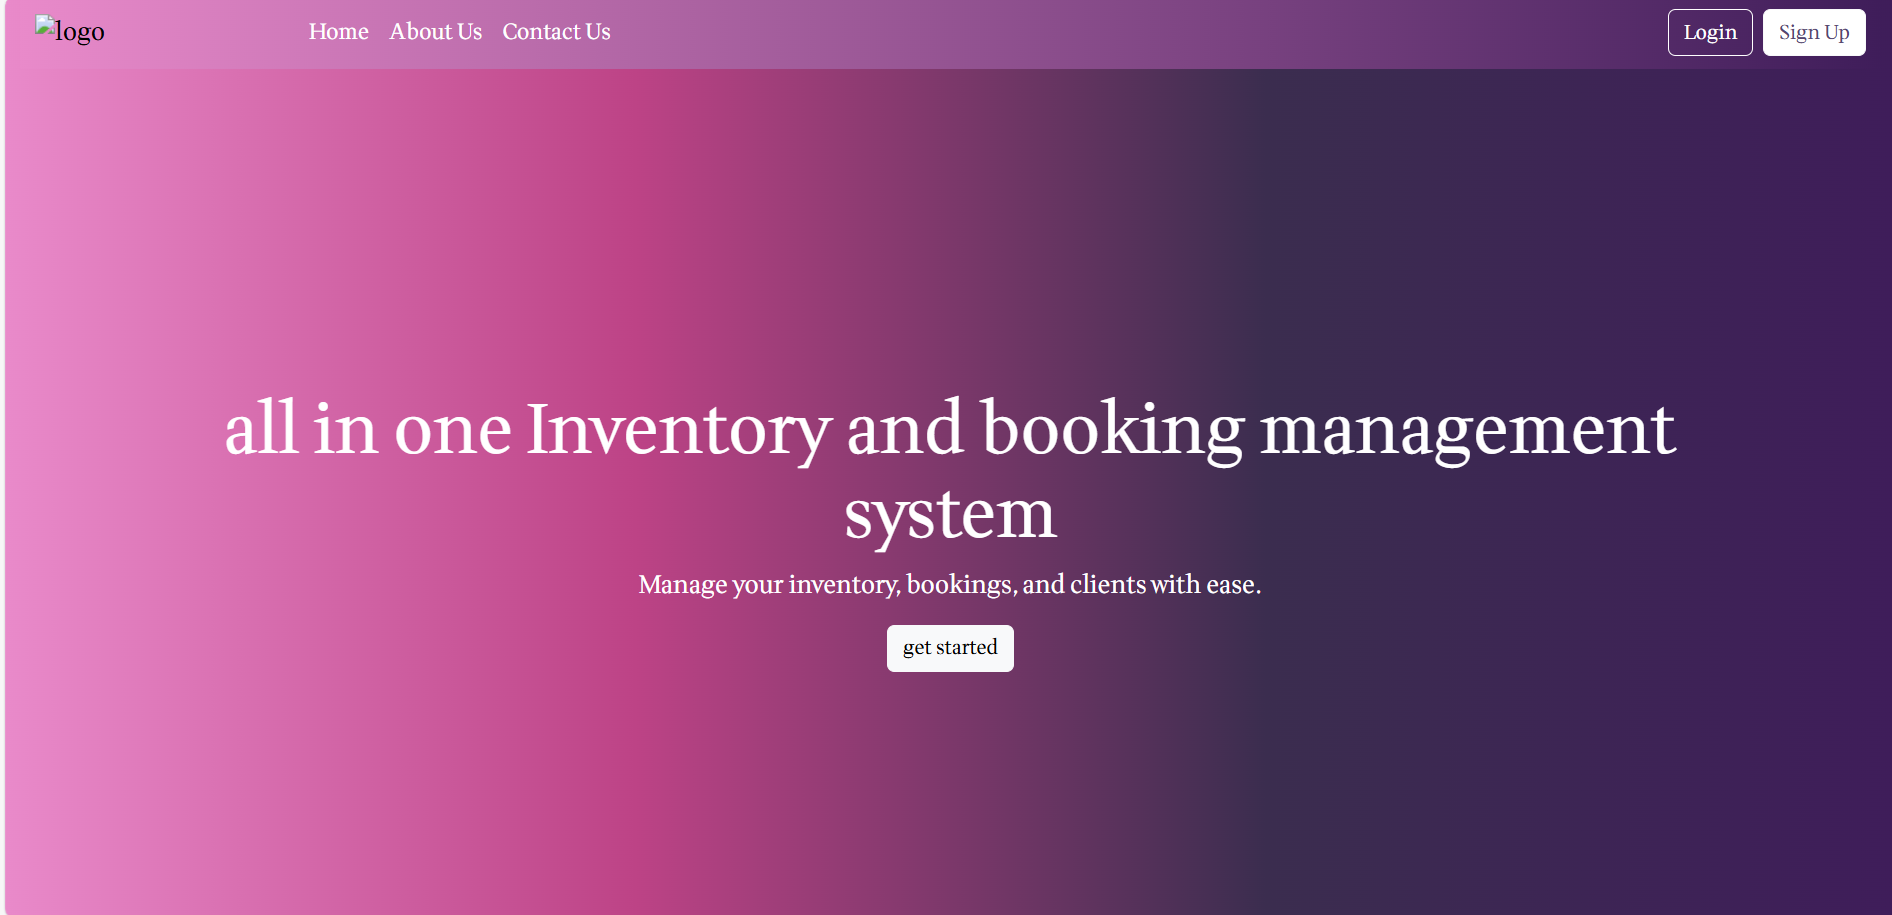 logo
Home About Us Contact Us
Login Sign Up
all in one Inventory and booking management
system
Manage your inventory, bookings, and clients with ease.
get started